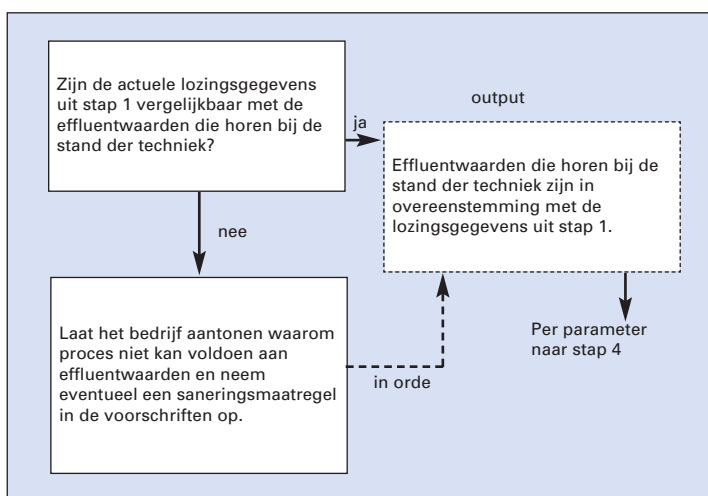 Zijn de actuele lozingsgegevens
uit stap 1 vergelijkbaar met de
effluentwaarden die horen bij de
stand der techniek?
ja
output
Effluentwaarden die horen bij de
stand der techniek zijn in
overeenstemming met de
lozingsgegevens uit stap 1.
nee
Laat het bedrijf aantonen waarom
proces niet kan voldoen aan
effluentwaarden en neem
eventueel een saneringsmaatregel
in de voorschriften op.
in orde
Per parameter
naar stap 4